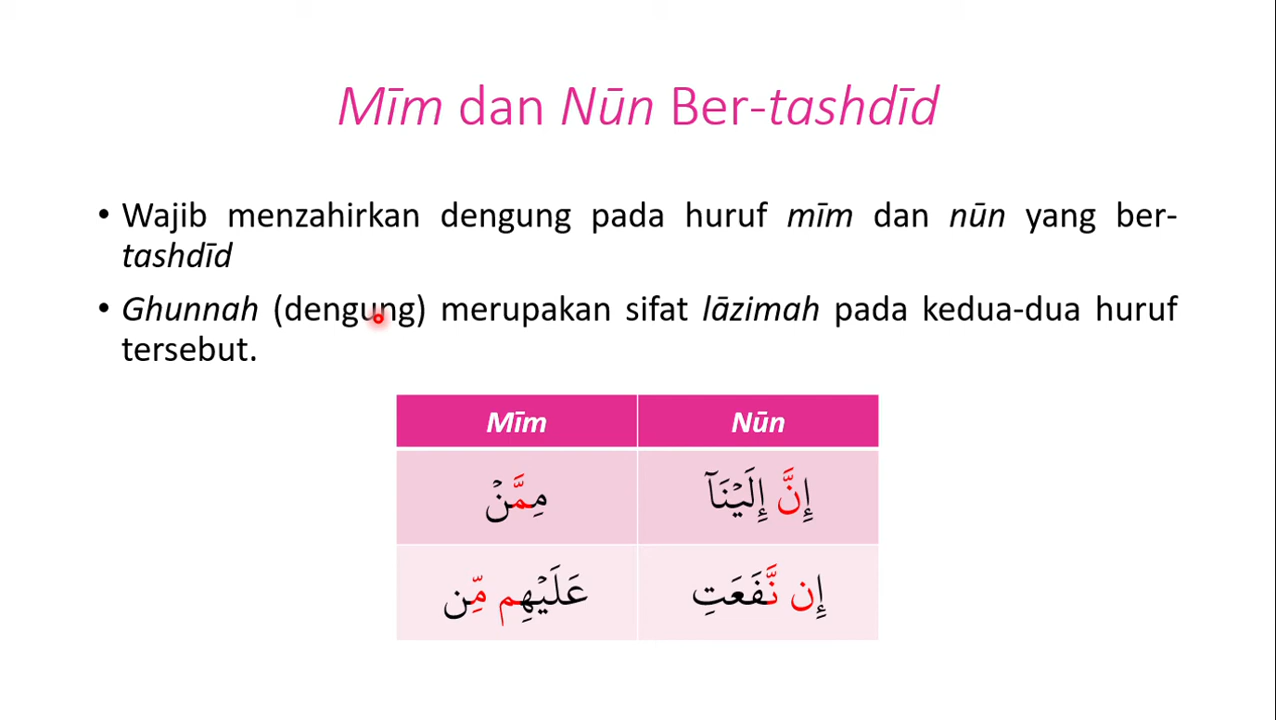 Mīm dan Nūn Ber-tashdīd
• Wajib menzahirkan dengung pada huruf mīm dan nūn yang ber-
tashdīd
• Ghunnah (dengung) merupakan sifat lāzimah pada kedua-dua huruf
tersebut.
Mīm Nūn
مِمَّنۡ إِنَّ إِلَيۡنَآ
عَلَيۡهِم مِّن إِن نَّفَعَتِ